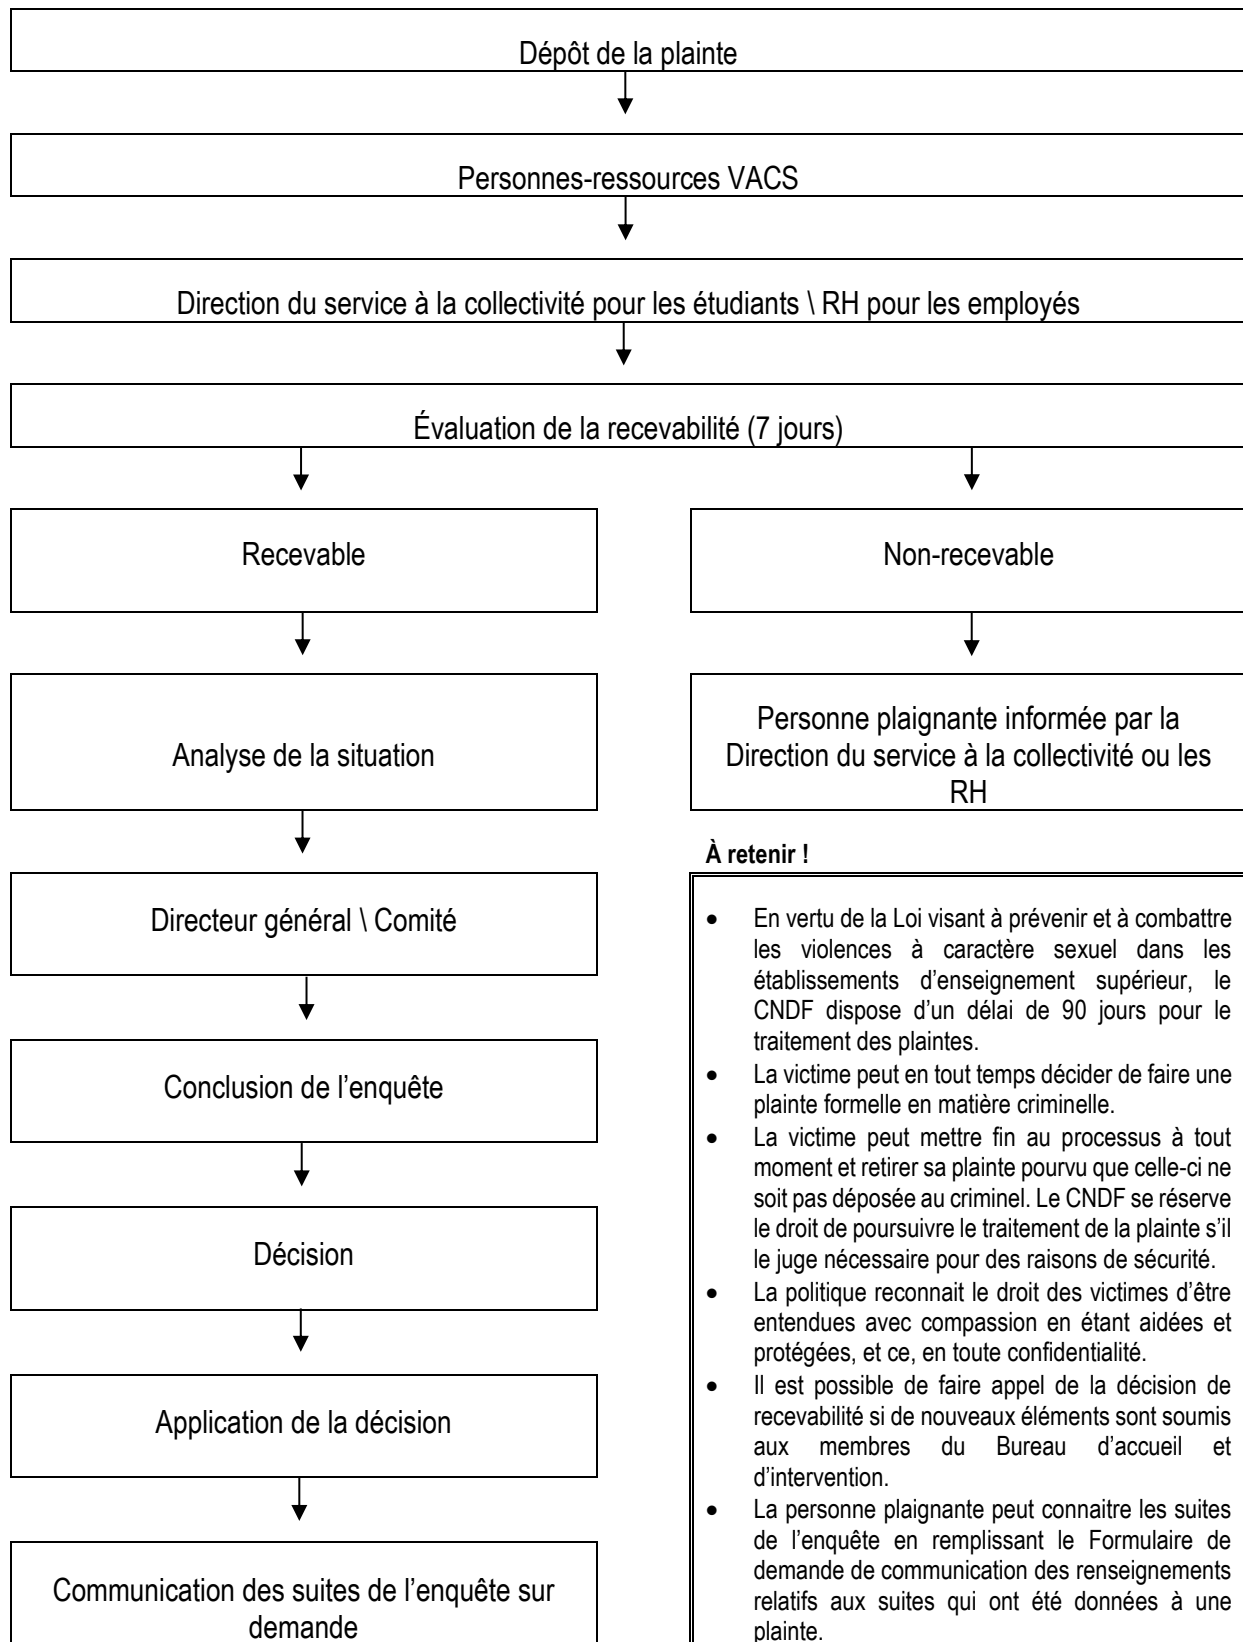 Dépôt de la plainte
Personnes-ressources VACS
Direction du service à la collectivité pour les étudiants \ RH pour les employés
Évaluation de la recevabilité (7 jours)
Recevable
Non-recevable
Analyse de la situation
Personne plaignante informée par la
Direction du service à la collectivité ou les
RH
Directeur général \ Comité
Conclusion de l'enquête
Décision
Application de la décision
Communication des suites de l'enquête sur
demande
À retenir !
• En vertu de la Loi visant à prévenir et à combattre
les violences à caractère sexuel dans les
établissements d'enseignement supérieur, le
CNDF dispose d'un délai de 90 jours pour le
traitement des plaintes.
• La victime peut en tout temps décider de faire une
plainte formelle en matière criminelle.
• La victime peut mettre fin au processus à tout
moment et retirer sa plainte pourvu que celle-ci ne
soit pas déposée au criminel. Le CNDF se réserve
le droit de poursuivre le traitement de la plainte s'il
le juge nécessaire pour des raisons de sécurité.
• La politique reconnait le droit des victimes d'être
entendues avec compassion en étant aidées et
protégées, et ce, en toute confidentialité.
• Il est possible de faire appel de la décision de
recevabilité si de nouveaux éléments sont soumis
aux membres du Bureau d'accueil et
d'intervention.
• La personne plaignante peut connaitre les suites
de l'enquête en remplissant le Formulaire de
demande de communication des renseignements
relatifs aux suites qui ont été données à une
plainte.